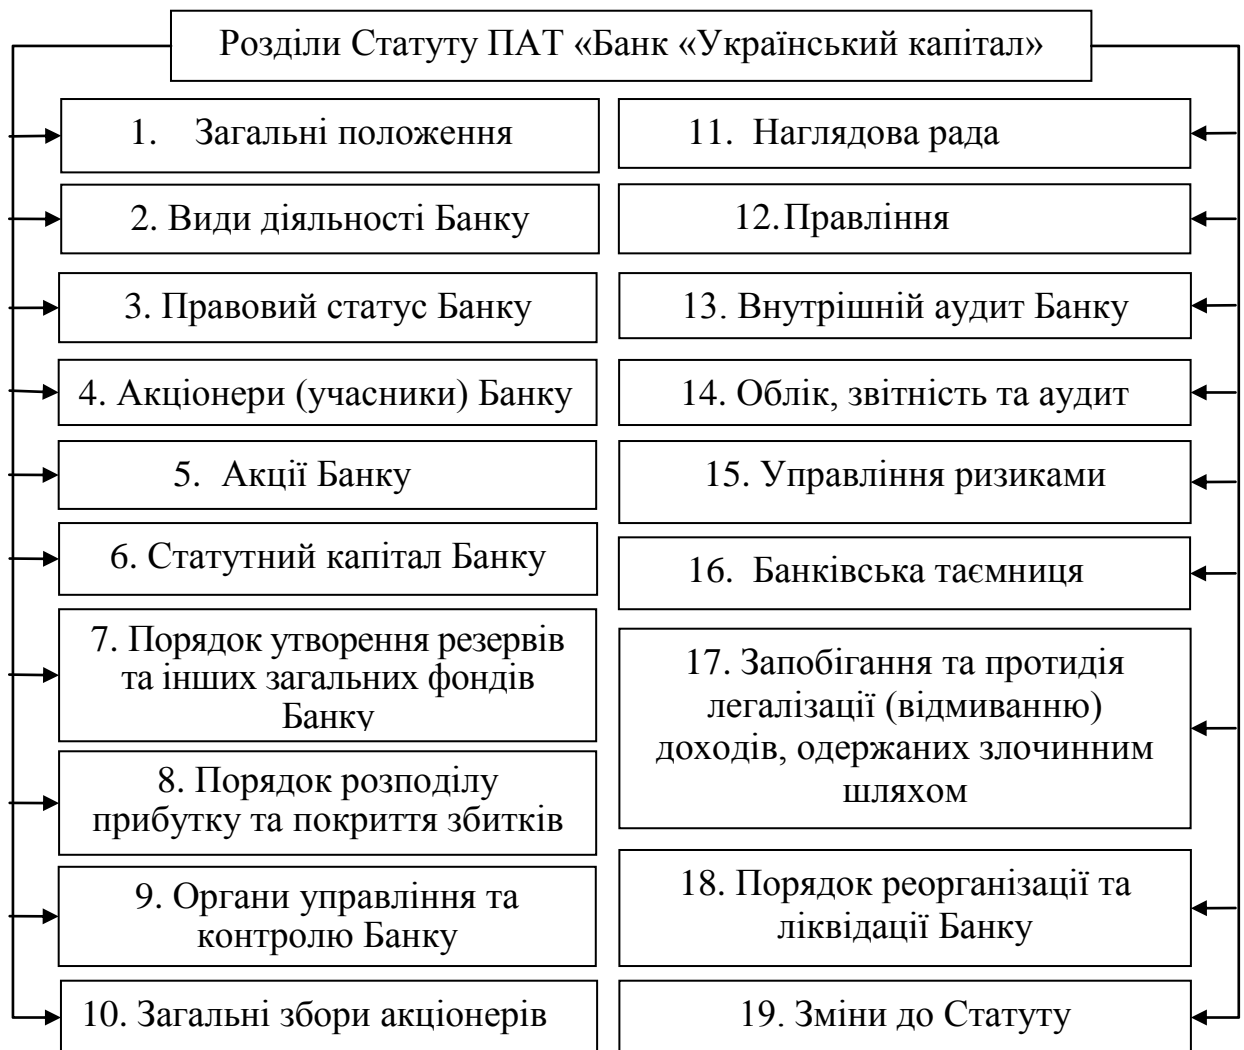 Розділи Статуту ПАТ «Банк «Український капітал»
1. Загальні положення
2. Види діяльності Банку
3. Правовий статус Банку
4. Акціонери (учасники) Банку
5. Акції Банку
6. Статутний капітал Банку
7. Порядок утворення резервів
та інших загальних фондів
Банку
8. Порядок розподілу
прибутку та покриття збитків
9. Органи управління та
контролю Банку
10. Загальні збори акціонерів
11. Наглядова рада
12. Правління
13. Внутрішній аудит Банку
14. Облік, звітність та аудит
15. Управління ризиками
16. Банківська таємниця
17. Запобігання та протидія
легалізації (відмиванню)
доходів, одержаних злочинним
шляхом
18. Порядок реорганізації та
ліквідації Банку
19. Зміни до Статуту